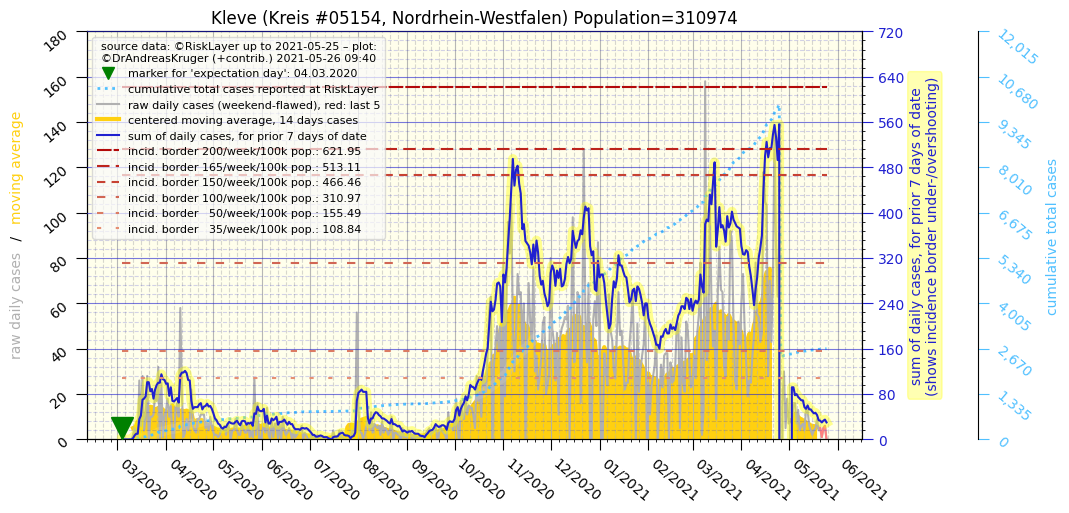 Kleve (Kreis #05154, Nordrhein-Westfalen) Population=310974
source data: ©RiskLayer up to 2021-05-25 – plot:
©DrAndreasKruger (+contrib.) 2021-05-26 09:40
marker for 'expectation day': 04.03.2020
cumulative total cases reported at RiskLayer
raw daily cases (weekend-flawed), red: last 5
centered moving average, 14 days cases
sum of daily cases, for prior 7 days of date
incid. border 200/week/100k pop.: 621.95
incid. border 165/week/100k pop.: 513.11
incid. border 150/week/100k pop.: 466.46
incid. border 100/week/100k pop.: 310.97
incid. border   50/week/100k pop.: 155.49
incid. border   35/week/100k pop.: 108.84
raw daily cases / moving average
180
160
140
120
100
80
60
40
20
0
03/2020
04/2020
05/2020
06/2020
07/2020
08/2020
09/2020
10/2020
11/2020
12/2020
01/2021
02/2021
03/2021
04/2021
05/2021
06/2021
720
640
560
480
400
320
240
160
80
0
sum of daily cases, for prior 7 days of date
(shows incidence border under-/overshooting)
12,015
10,680
9,345
8,010
6,675
5,340
4,005
2,670
1,335
0
cumulative total cases